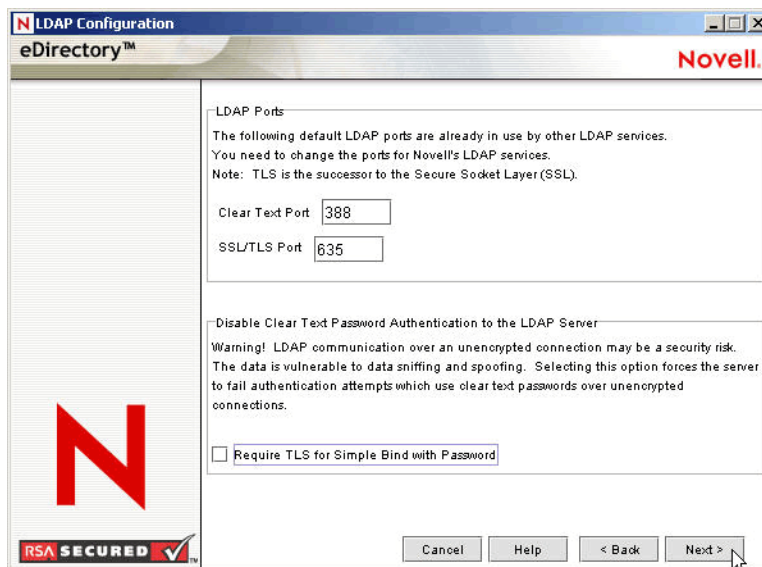 N LDAP Configuration
eDirectory™
Novell.
LDAP Ports
The following default LDAP ports are already in use by other LDAP services.
You need to change the ports for Novell's LDAP services.
Note: TLS is the successor to the Secure Socket Layer (SSL).
Clear Text Port 388
SSL/TLS Port 635
Disable Clear Text Password Authentication to the LDAP Server
Warning! LDAP communication over an unencrypted connection may be a security risk.
The data is vulnerable to data sniffing and spoofing. Selecting this option forces the server
to fail authentication attempts which use clear text passwords over unencrypted
connections.
Require TLS for Simple Bind with Password
N
RSA SECURED TM
Cancel Help < Back Next >